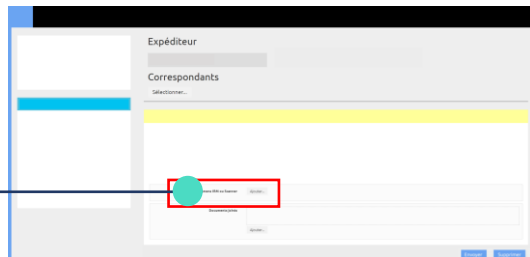 Expéditeur
Correspondants
Sélectionner...
Ajouter...
Documents joints
Ajouter...
Envoyer Supprimer